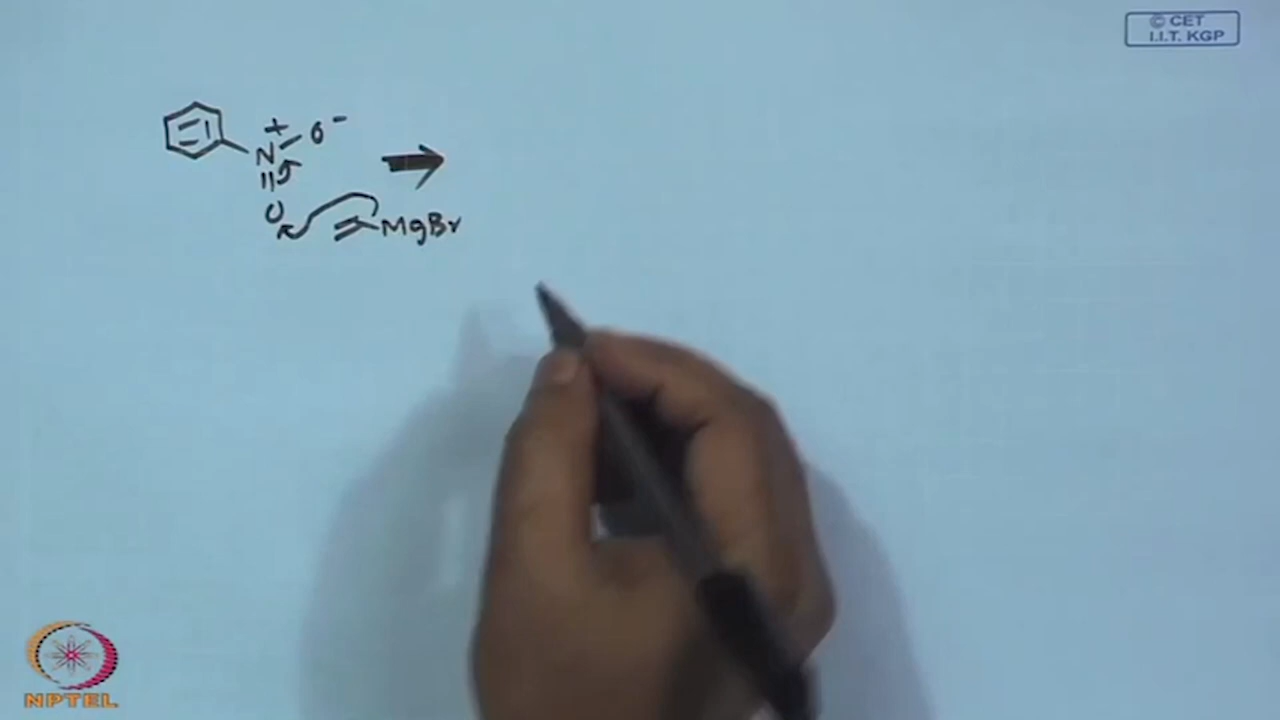 © CET
I.I.T. KGP
+
N
O
-
O
MgBr
NPTEL